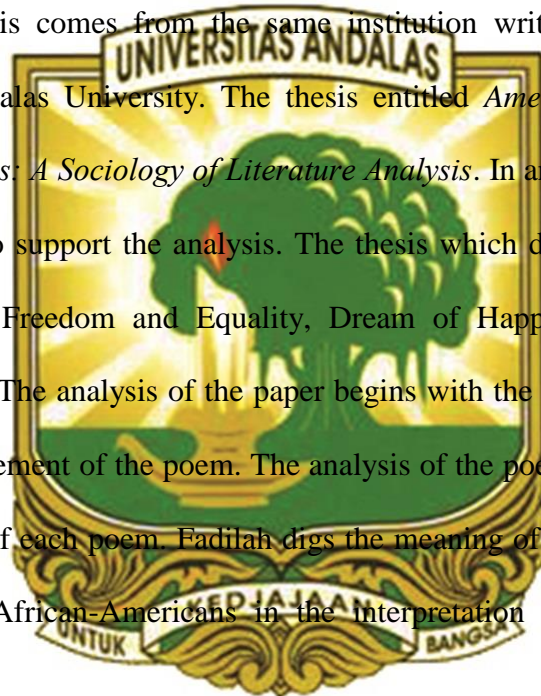 is comes from the same institution writ
UNIVERSITAS ANDALAS
alas University. The thesis entitled Ame
s: A Sociology of Literature Analysis. In a
o support the analysis. The thesis which d
Freedom and Equality, Dream of Happ
The analysis of the paper begins with the
ement of the poem. The analysis of the poe
f each poem. Fadilah digs the meaning of
African-Americans in the interpretation
UNTUK KEDJAJAAN BANGSA